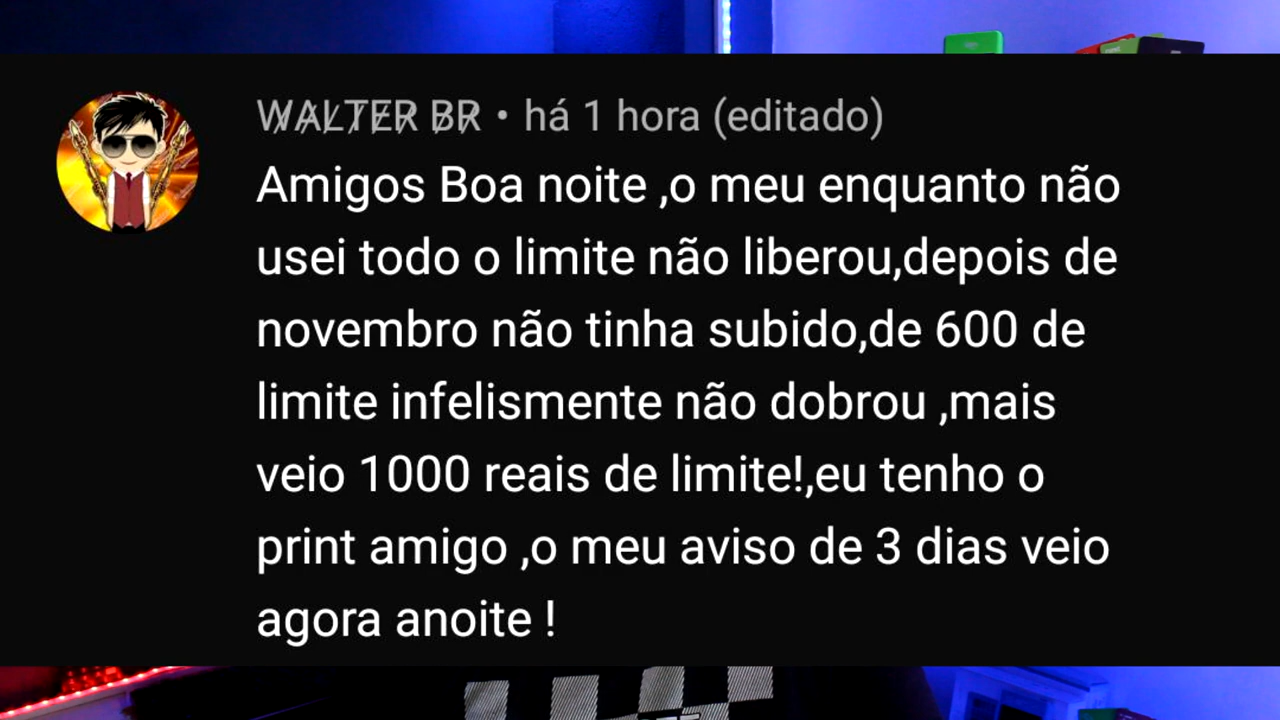 WALTER BR • há 1 hora (editado)
Amigos Boa noite ,o meu enquanto não
usei todo o limite não liberou,depois de
novembro não tinha subido,de 600 de
limite infelismente não dobrou ,mais
veio 1000 reais de limite!,eu tenho o
print amigo ,o meu aviso de 3 dias veio
agora anoite !